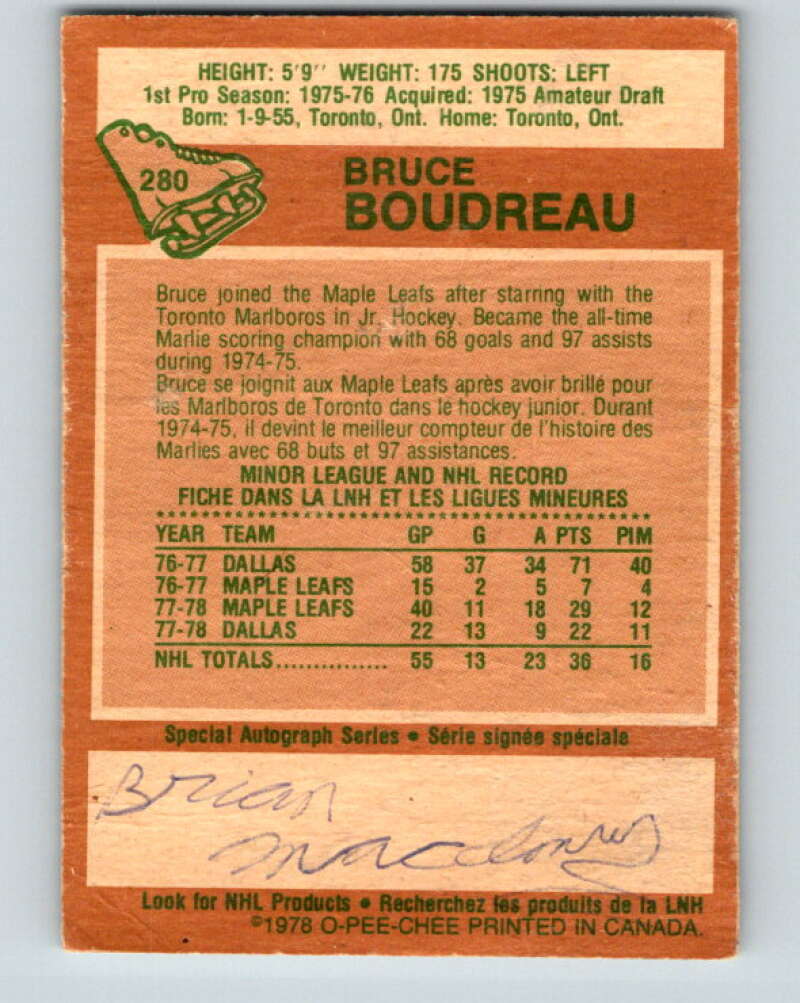 HEIGHT: 5'9" WEIGHT: 175 SHOOTS: LEFT
1st Pro Season: 1975-76 Acquired: 1975 Amateur Draft
Born: 1-9-55, Toronto, Ont. Home: Toronto, Ont.
280
BRUCE
BOUDREAU
Bruce joined the Maple Leafs after starring with the
Toronto Marlboros in Jr. Hockey. Became the all-time
Marlie scoring champion with 68 goals and 97 assists
during 1974-75.
Bruce se joignit aux Maple Leafs après avoir brillé pour
les Marlboros de Toronto dans le hockey junior. Durant
1974-75, il devint le meilleur compteur de l'histoire des
Marlies avec 68 buts et 97 assistances.
MINOR LEAGUE AND NHL RECORD
FICHE DANS LA LNH ET LES LIGUES MINEURES
YEAR TEAM GP G A PTS PIM
76-77 DALLAS 58 37 34 71 40
76-77 MAPLE LEAFS 15 2 5 7 4
77-78 MAPLE LEAFS 40 11 18 29 12
77-78 DALLAS 22 13 9 22 11
NHL TOTALS............... 55 13 23 36 16
Special Autograph Series • Série signée spéciale
Brian
Look for NHL Products • Recherchez les produits de la LNH
©1978 O-PEE-CHEE PRINTED IN CANADA.